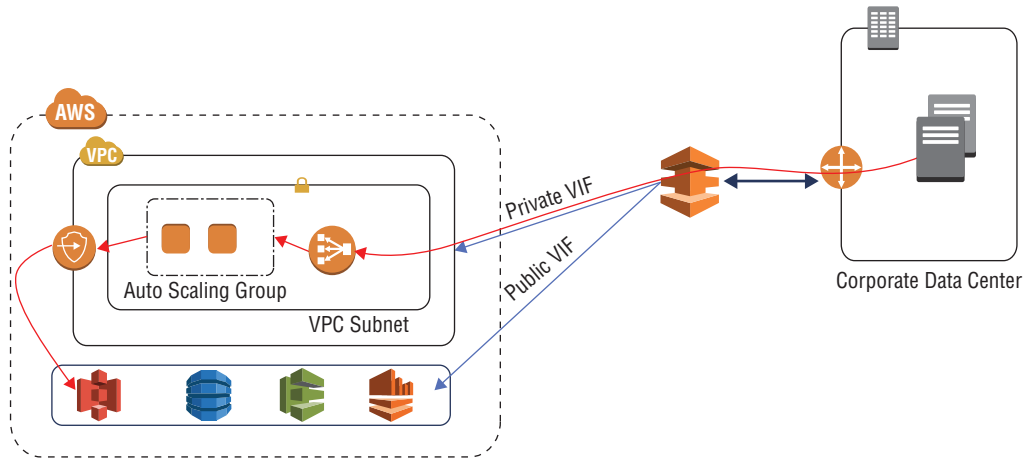 AWS
VPC
Auto Scaling Group
VPC Subnet
Private VIF
Public VIF
Corporate Data Center